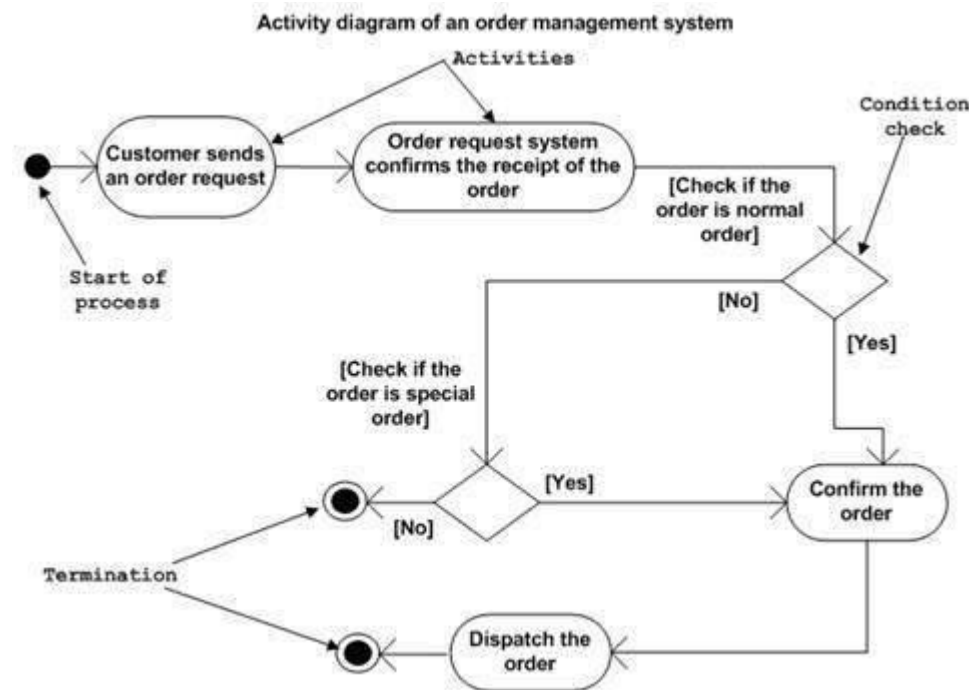 Activity diagram of an order management system
Activities
Condition
check
Customer sends
an order request
Order request system
confirms the receipt of the
order
[Check if the
order is normal
order]
Start of
process
[No]
[Yes]
[Check if the
order is special
order]
[Yes]
[No]
Confirm the
order
Termination
Dispatch the
order